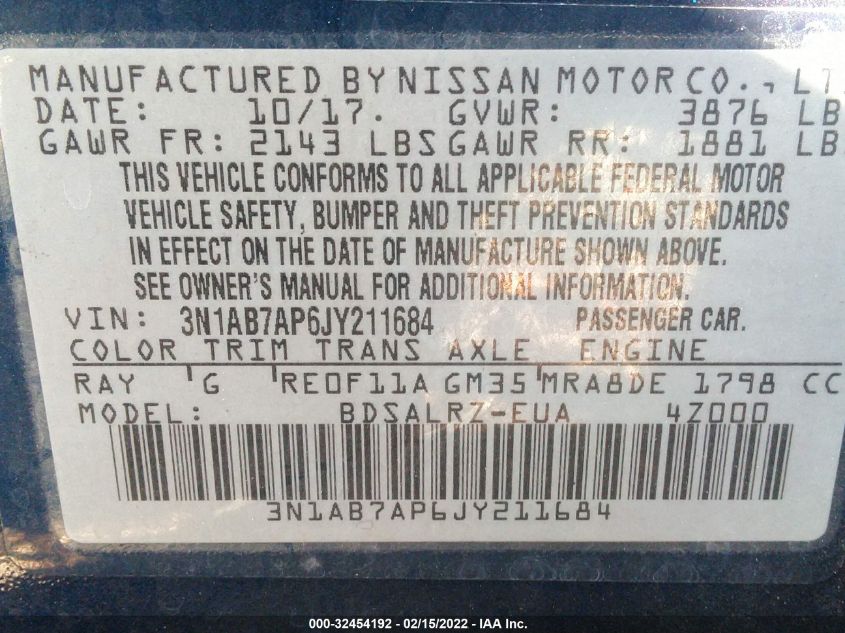 MANUFACTURED BY NISSAN MOTOR CO., LT
DATE: 10/17. GVWR: 3876 LB
GAWR FR: 2143 LBS GAWR RR: 1881 LB
THIS VEHICLE CONFORMS TO ALL APPLICABLE FEDERAL MOTOR
VEHICLE SAFETY, BUMPER AND THEFT PREVENTION STANDARDS
IN EFFECT ON THE DATE OF MANUFACTURE SHOWN ABOVE.
SEE OWNER'S MANUAL FOR ADDITIONAL INFORMATION.
VIN: 3N1AB7AP6JY211684 PASSENGER CAR.
COLOR TRIM TRANS AXLE ENGINE
RAY G RE0F11A GM35 MRA8DE 1798 CC
MODEL: BDSALRZ-EUA 4Z000
3N1AB7AP6JY211684
000-32454192 - 02/15/2022 - IAA Inc.